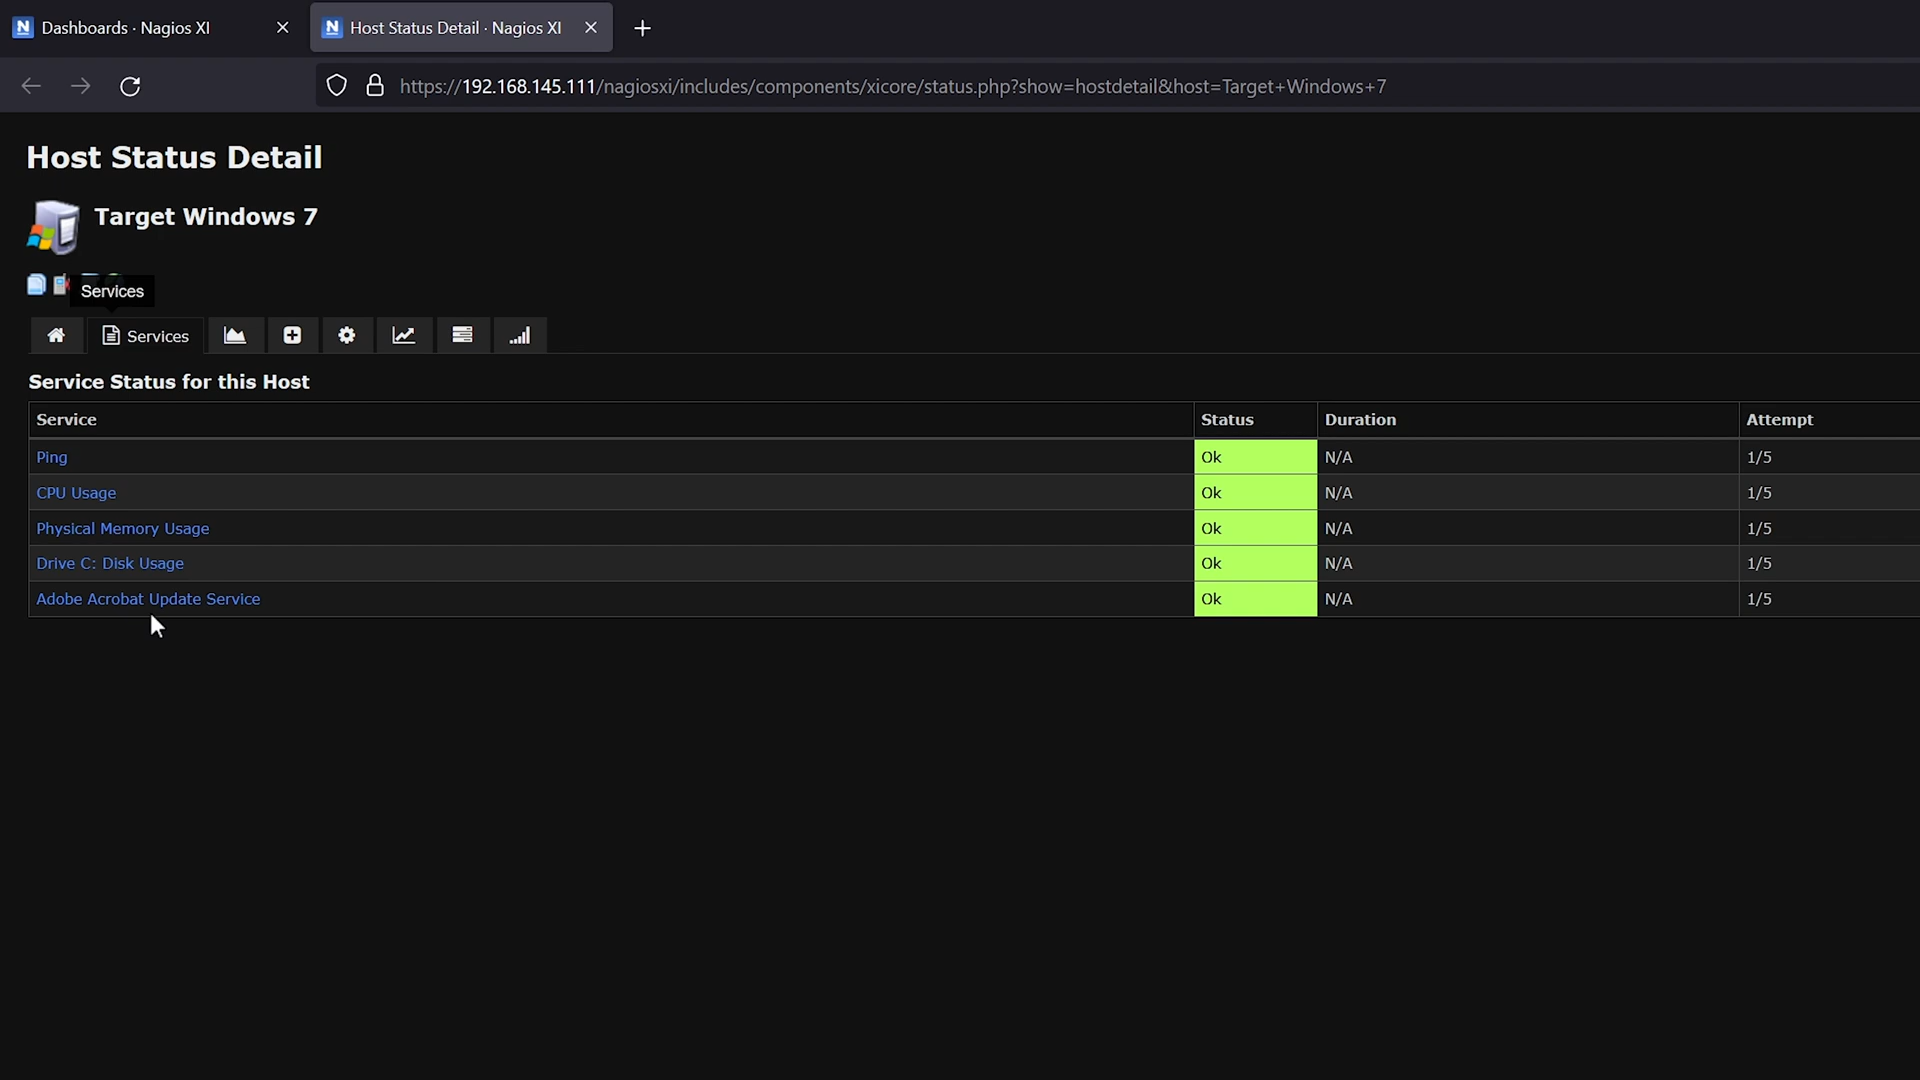 Dashboards · Nagios XI
Host Status Detail · Nagios XI
https://192.168.145.111/nagiosxi/includes/components/xicore/status.php?show=hostdetail&host=Target+Windows+7
Host Status Detail
Target Windows 7
Services
Services
Service Status for this Host
Service Status Duration Attempt
Ping Ok N/A 1/5
CPU Usage Ok N/A 1/5
Physical Memory Usage Ok N/A 1/5
Drive C: Disk Usage Ok N/A 1/5
Adobe Acrobat Update Service Ok N/A 1/5